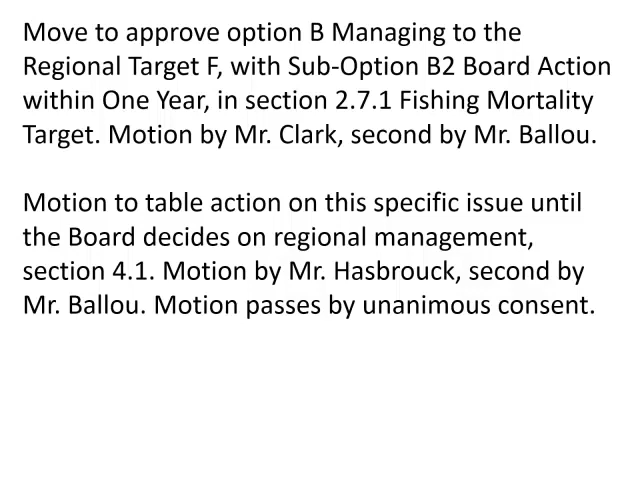 Move to approve option B Managing to the
Regional Target F, with Sub-Option B2 Board Action
within One Year, in section 2.7.1 Fishing Mortality
Target. Motion by Mr. Clark, second by Mr. Ballou.
Motion to table action on this specific issue until
the Board decides on regional management,
section 4.1. Motion by Mr. Hasbrouck, second by
Mr. Ballou. Motion passes by unanimous consent.